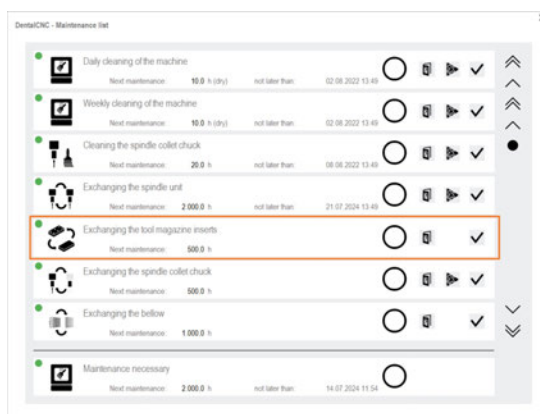 DentalCNC - Maintenance list
Daily cleaning of the machine
Next maintenance: 10.0 h (dry) not later than: 02.08.2022 13:49
Weekly cleaning of the machine
Next maintenance: 10.0 h (dry) not later than: 02.08.2022 13:49
Cleaning the spindle collet chuck
Next maintenance: 20.0 h not later than: 08.08.2022 13:49
Exchanging the spindle unit
Next maintenance: 2 000.0 h not later than: 21.07.2024 13:49
Exchanging the tool magazine inserts
Next maintenance: 500.0 h
Exchanging the spindle collet chuck
Next maintenance: 500.0 h
Exchanging the bellow
Next maintenance: 1 000.0 h
Maintenance necessary
Next maintenance: 2 000.0 h not later than: 14.07.2024 11:54